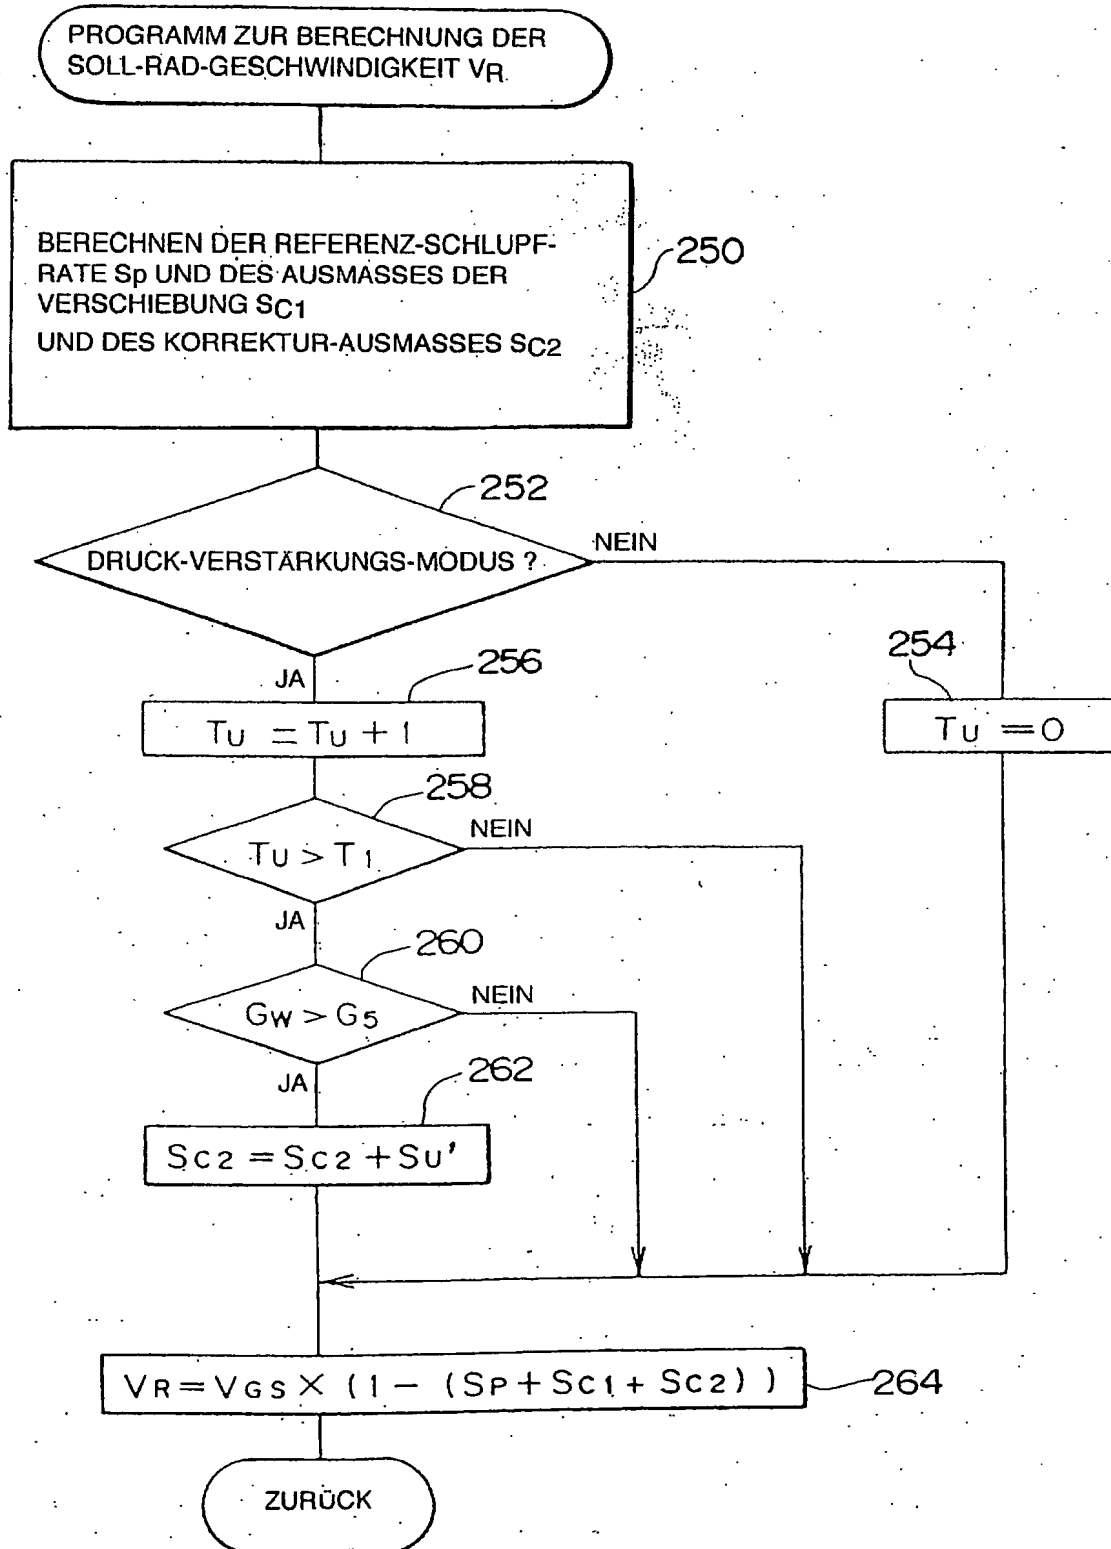 PROGRAMM ZUR BERECHNUNG DER
SOLL-RAD-GESCHWINDIGKEIT VR
BERECHNEN DER REFERENZ-SCHLUPF-
RATE Sp UND DES AUSMASSES DER
VERSCHIEBUNG SC1
UND DES KORREKTUR-AUSMASSES SC2
250
252
DRUCK-VERSTÄRKUNGS-MODUS ?
NEIN
JA
256
254
TU = TU + 1
TU = 0
258
TU > T1
NEIN
JA
260
GW > G5
NEIN
JA
262
SC2 = SC2 + SU'
VR = VGS × (1 - (SP + SC1 + SC2))
264
ZURÜCK